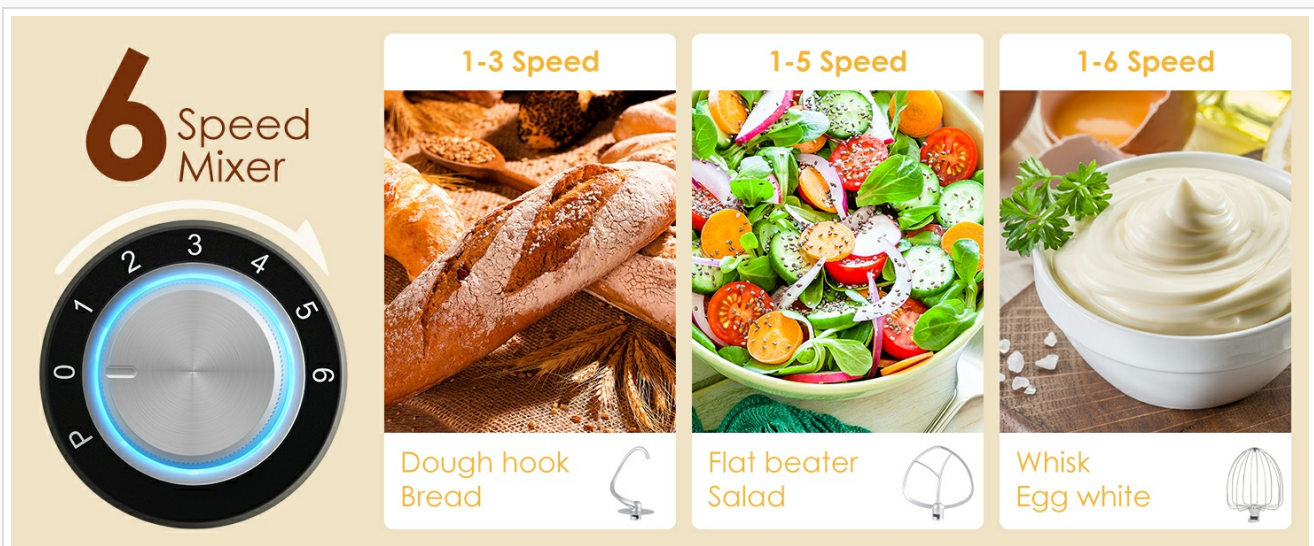 6 Speed
Mixer
P
0
1
2
3
4
5
6
1-3 Speed
Dough hook
Bread
1-5 Speed
Flat beater
Salad
1-6 Speed
Whisk
Egg white